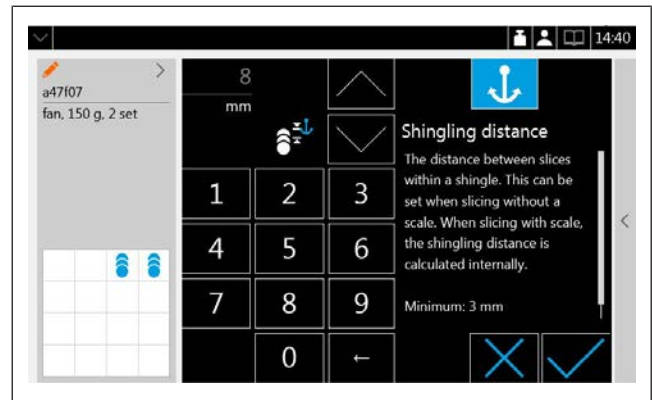 14:40
a47f07
fan, 150 g, 2 set
8
mm
1 2 3
4 5 6
7 8 9
0 ←
Shingling distance
The distance between slices
within a shingle. This can be
set when slicing without a
scale. When slicing with scale,
the shingling distance is
calculated internally.
Minimum: 3 mm